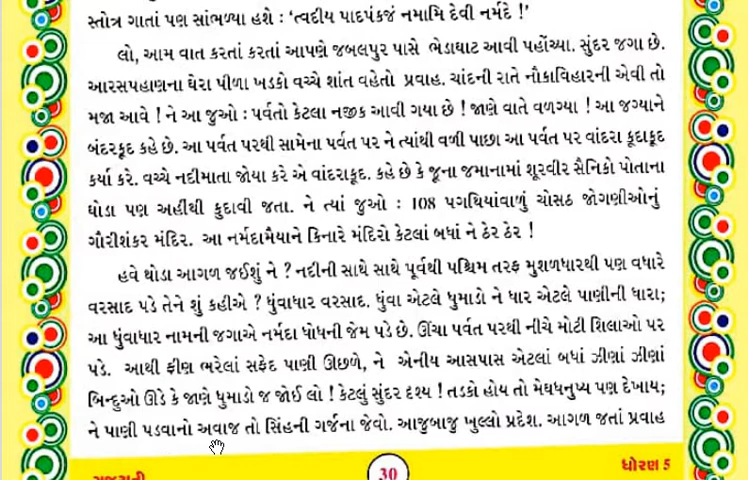 સ્તોત્ર ગાતાં પણ સાંભળ્યા હશે : ‘ત્વદીય પાદપંકજં નમામિ દેવી નર્મદે !’
લો, આમ વાત કરતાં કરતાં આપણે જબલપુર પાસે ભેડાઘાટ આવી પહોંચ્યા. સુંદર જગા છે.
આરસપહાણના ઘેરા પીળા ખડકો વચ્ચે શાંત વહેતો પ્રવાહ. ચાંદની રાતે નૌકાવિહારની એવી તો
મજા આવે ! ને આ જુઓ : પર્વતો કેટલા નજીક આવી ગયા છે ! જાણે વાતે વળગ્યા ! આ જગ્યાને
બંદરકૂદ કહે છે. આ પર્વત પરથી સામેના પર્વત પર ને ત્યાંથી વળી પાછા આ પર્વત પર વાંદરા કૂદાકૂદ
કર્યા કરે. વચ્ચે નદીમાતા જોયા કરે એ વાંદરાકૂદ. કહે છે કે જૂના જમાનામાં શૂરવીર સૈનિકો પોતાના
ઘોડા પણ અહીંથી કુદાવી જતા. ને ત્યાં જુઓ : 108 પગથિયાંવાળું ચોસઠ જોગણીઓનું
ગૌરીશંકર મંદિર. આ નર્મદામૈયાને કિનારે મંદિરો કેટલાં બધાં ને ઠેર ઠેર !
હવે થોડા આગળ જઈશું ને ? નદીની સાથે સાથે પૂર્વથી પશ્ચિમ તરફ મુશળધારથી પણ વધારે
વરસાદ પડે તેને શું કહીએ ? ધુંવાધાર વરસાદ. ધુંવા એટલે ધુમાડો ને ધાર એટલે પાણીની ધારા;
આ ધુંવાધાર નામની જગાએ નર્મદા ધોધની જેમ પડે છે. ઊંચા પર્વત પરથી નીચે મોટી શિલાઓ પર
પડે. આથી ફીણ ભરેલાં સફેદ પાણી ઊછળે, ને એનીય આસપાસ એટલાં બધાં ઝીણાં ઝીણાં
બિન્દુઓ ઊડે કે જાણે ધુમાડો જ જોઈ લો ! કેટલું સુંદર દૃશ્ય ! તડકો હોય તો મેઘધનુષ્ય પણ દેખાય;
ને પાણી પડવાનો અવાજ તો સિંહની ગર્જના જેવો. આજુબાજુ ખુલ્લો પ્રદેશ. આગળ જતાં પ્રવાહ
ગુજરાતી 30 ધોરણ 5